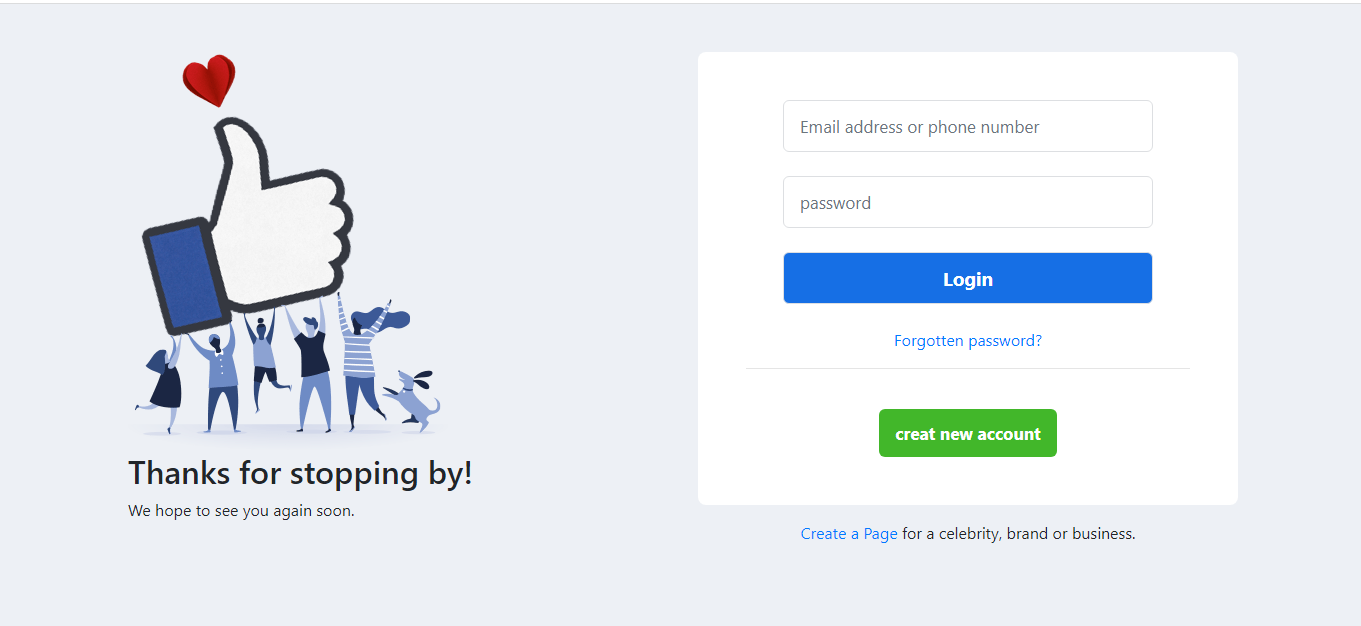 Thanks for stopping by!
We hope to see you again soon.
Email address or phone number
password
Login
Forgotten password?
creat new account
Create a Page for a celebrity, brand or business.